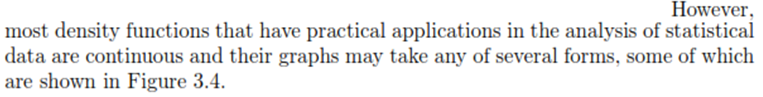 However,
most density functions that have practical applications in the analysis of statistical
data are continuous and their graphs may take any of several forms, some of which
are shown in Figure 3.4.